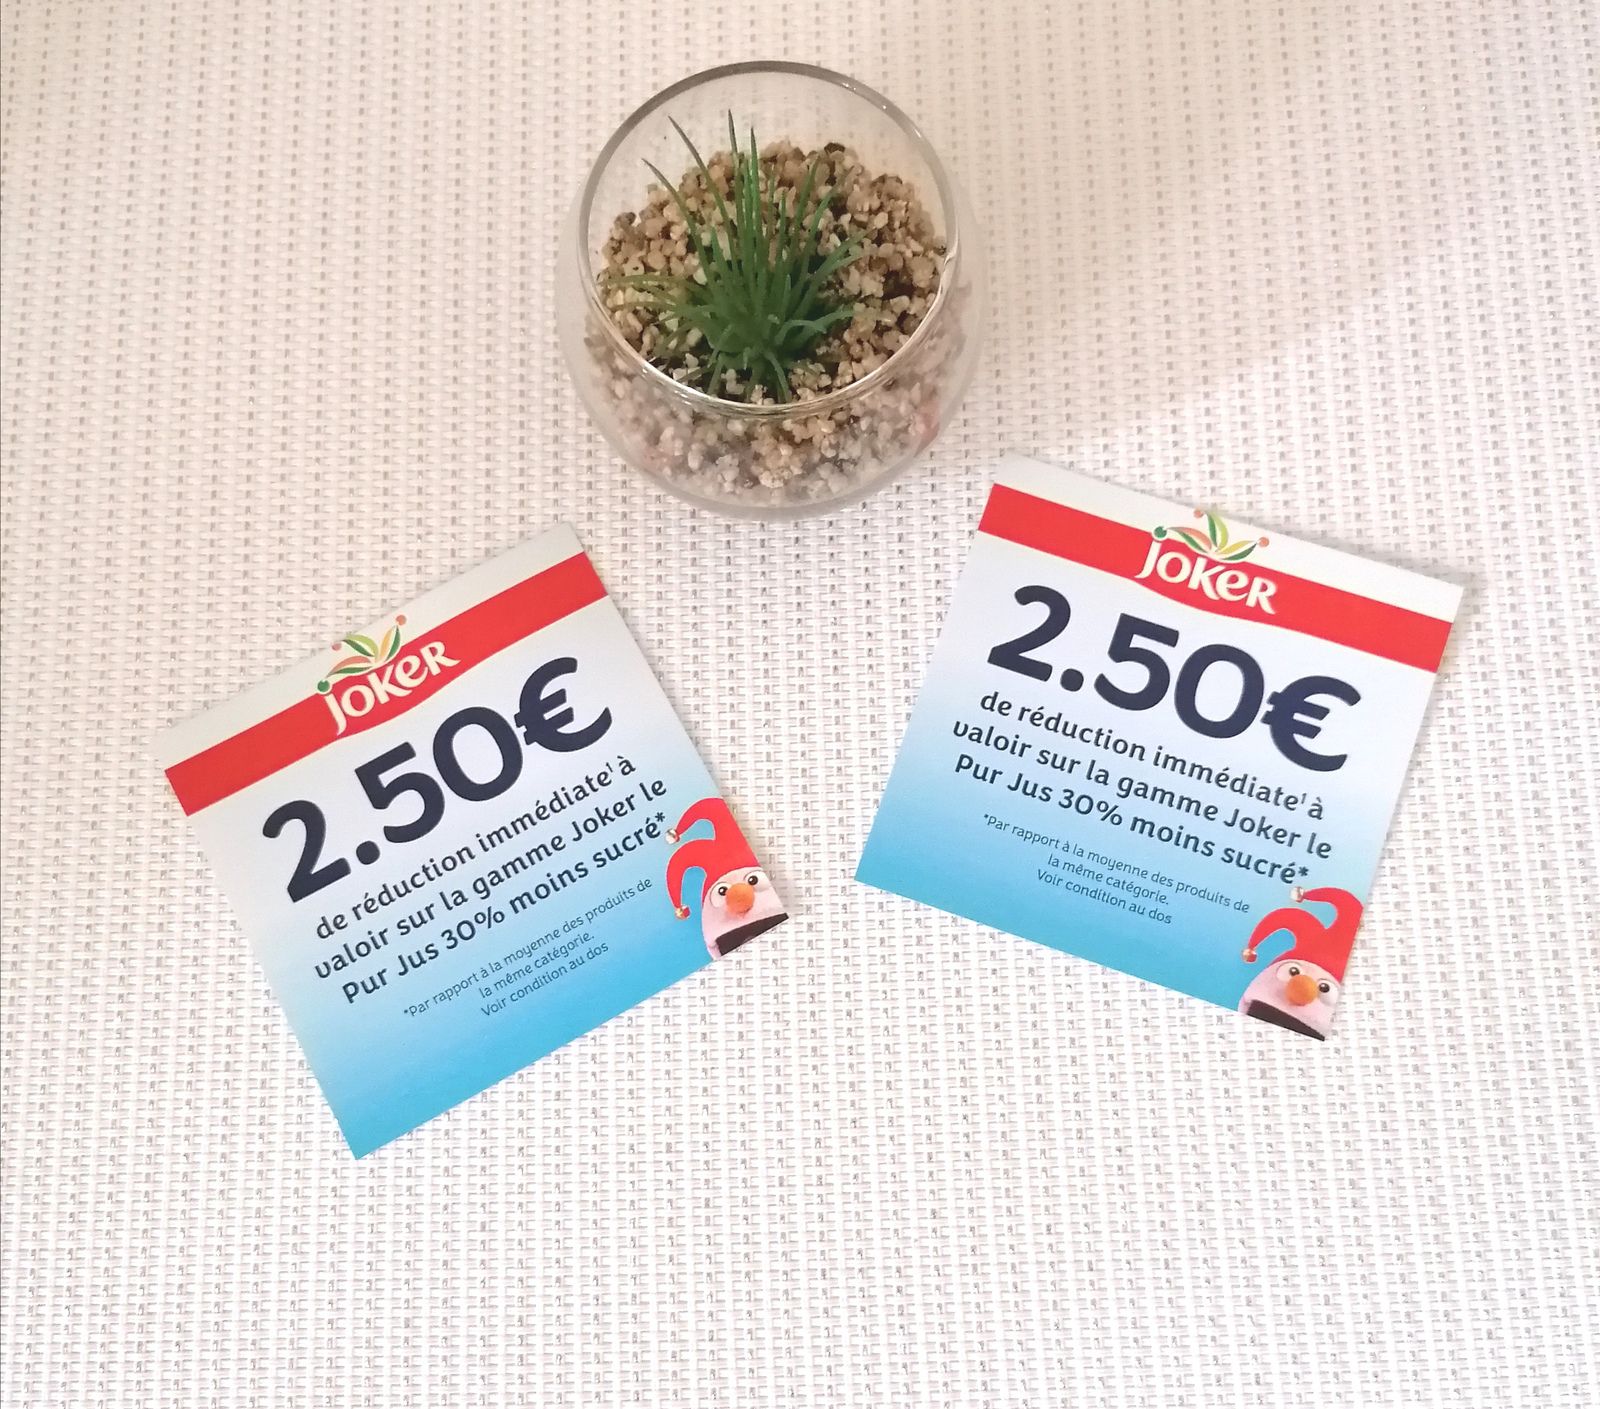 JOKER
2.50€
de réduction immédiate¹ à
valoir sur la gamme Joker le
Pur Jus 30% moins sucré*
*Par rapport à la moyenne des produits de
la même catégorie.
Voir condition au dos
JOKER
2.50€
de réduction immédiate¹ à
valoir sur la gamme Joker le
Pur Jus 30% moins sucré*
*Par rapport à la moyenne des produits de
la même catégorie.
Voir condition au dos